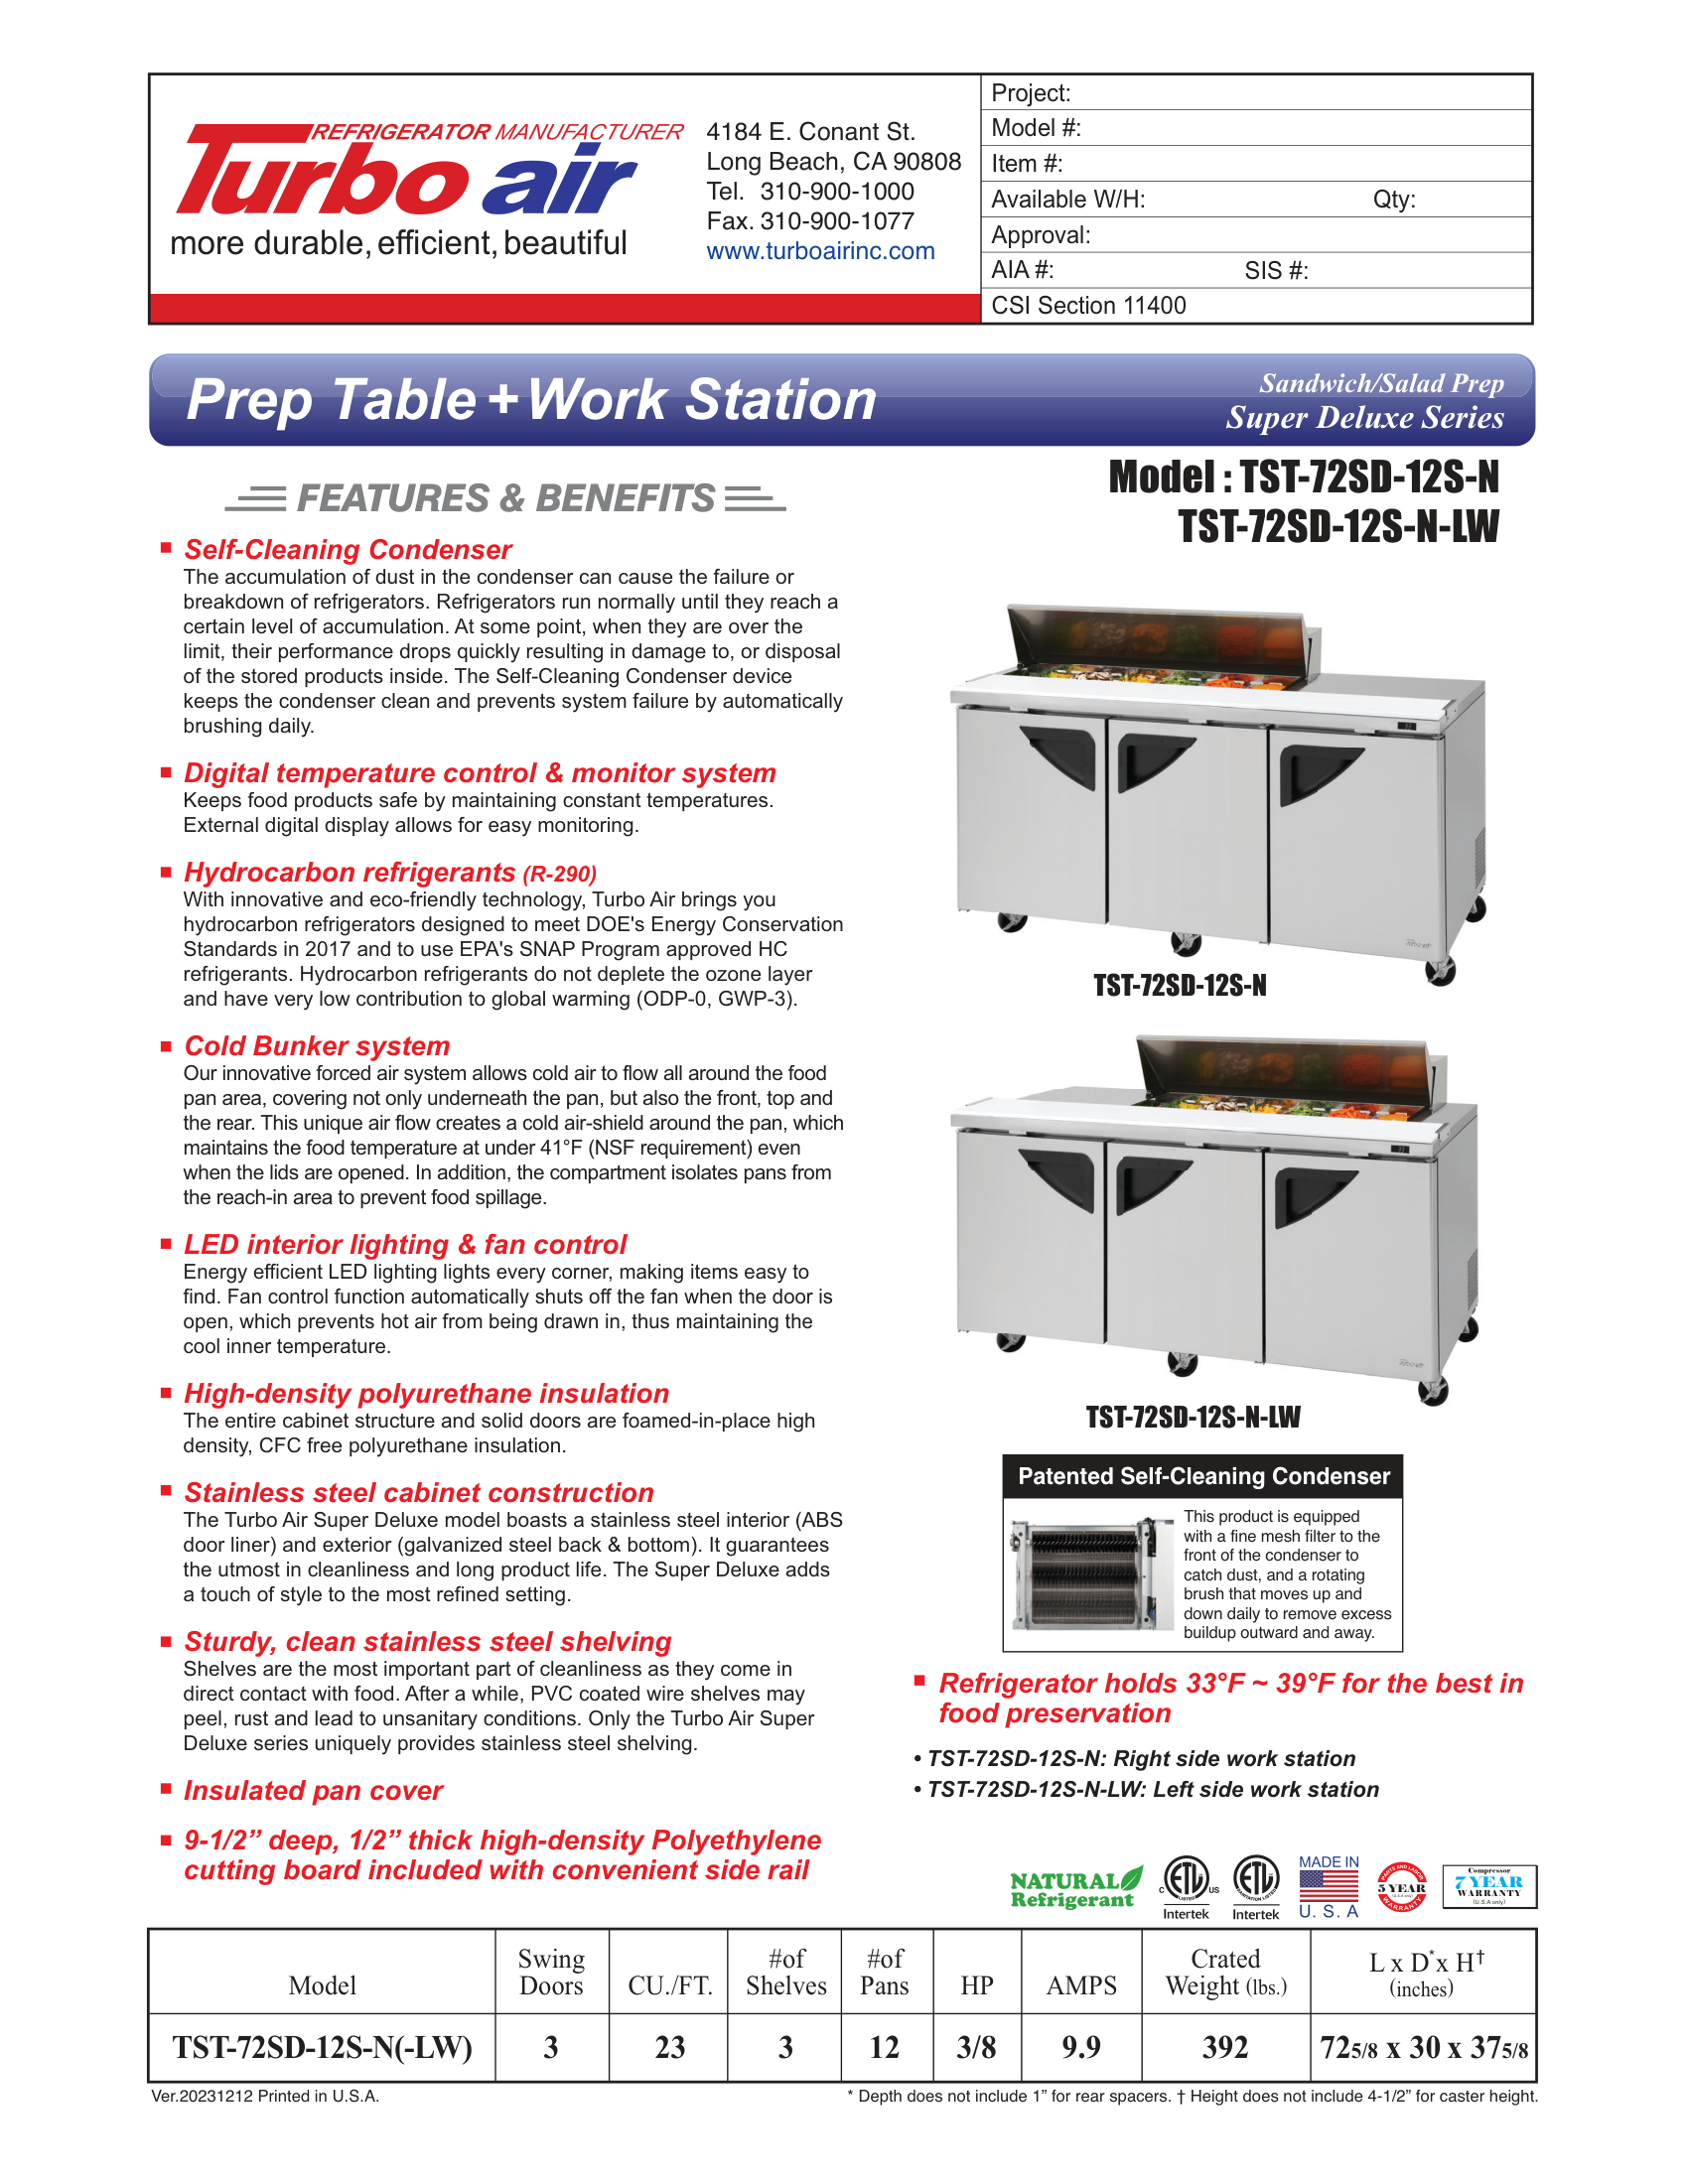 REFRIGERATOR MANUFACTURER
Turbo air
more durable, efficient, beautiful
4184 E. Conant St.
Long Beach, CA 90808
Tel. 310-900-1000
Fax. 310-900-1077
www.turboairinc.com
Project:
Model #:
Item #:
Available W/H: Qty:
Approval:
AIA #: SIS #:
CSI Section 11400
Prep Table + Work Station
Sandwich/Salad Prep
Super Deluxe Series
FEATURES & BENEFITS
Self-Cleaning Condenser
The accumulation of dust in the condenser can cause the failure or
breakdown of refrigerators. Refrigerators run normally until they reach a
certain level of accumulation. At some point, when they are over the
limit, their performance drops quickly resulting in damage to, or disposal
of the stored products inside. The Self-Cleaning Condenser device
keeps the condenser clean and prevents system failure by automatically
brushing daily.
Digital temperature control & monitor system
Keeps food products safe by maintaining constant temperatures.
External digital display allows for easy monitoring.
Hydrocarbon refrigerants (R-290)
With innovative and eco-friendly technology, Turbo Air brings you
hydrocarbon refrigerators designed to meet DOE's Energy Conservation
Standards in 2017 and to use EPA's SNAP Program approved HC
refrigerants. Hydrocarbon refrigerants do not deplete the ozone layer
and have very low contribution to global warming (ODP-0, GWP-3).
Cold Bunker system
Our innovative forced air system allows cold air to flow all around the food
pan area, covering not only underneath the pan, but also the front, top and
the rear. This unique air flow creates a cold air-shield around the pan, which
maintains the food temperature at under 41°F (NSF requirement) even
when the lids are opened. In addition, the compartment isolates pans from
the reach-in area to prevent food spillage.
LED interior lighting & fan control
Energy efficient LED lighting lights every corner, making items easy to
find. Fan control function automatically shuts off the fan when the door is
open, which prevents hot air from being drawn in, thus maintaining the
cool inner temperature.
High-density polyurethane insulation
The entire cabinet structure and solid doors are foamed-in-place high
density, CFC free polyurethane insulation.
Stainless steel cabinet construction
The Turbo Air Super Deluxe model boasts a stainless steel interior (ABS
door liner) and exterior (galvanized steel back & bottom). It guarantees
the utmost in cleanliness and long product life. The Super Deluxe adds
a touch of style to the most refined setting.
Sturdy, clean stainless steel shelving
Shelves are the most important part of cleanliness as they come in
direct contact with food. After a while, PVC coated wire shelves may
peel, rust and lead to unsanitary conditions. Only the Turbo Air Super
Deluxe series uniquely provides stainless steel shelving.
Insulated pan cover
9-1/2” deep, 1/2” thick high-density Polyethylene
cutting board included with convenient side rail
Model : TST-72SD-12S-N
TST-72SD-12S-N-LW
TST-72SD-12S-N
TST-72SD-12S-N-LW
Patented Self-Cleaning Condenser
This product is equipped
with a fine mesh filter to the
front of the condenser to
catch dust, and a rotating
brush that moves up and
down daily to remove excess
buildup outward and away.
Refrigerator holds 33°F ~ 39°F for the best in
food preservation
• TST-72SD-12S-N: Right side work station
• TST-72SD-12S-N-LW: Left side work station
NATURAL
Refrigerant
C ETL US
LISTED
Intertek
ETL
SANITATION LISTED
Intertek
MADE IN
U. S. A
PARTS AND LABOR
5 YEAR
(U.S.A only)
WARRANTY
Compressor
7 YEAR
WARRANTY
(U.S.A only)
Model Swing Doors CU./FT. #of Shelves #of Pans HP AMPS Crated Weight (lbs.) L x D* x H† (inches)
TST-72SD-12S-N(-LW) 3 23 3 12 3/8 9.9 392 725/8 x 30 x 375/8
Ver.20231212 Printed in U.S.A.
* Depth does not include 1” for rear spacers. † Height does not include 4-1/2” for caster height.